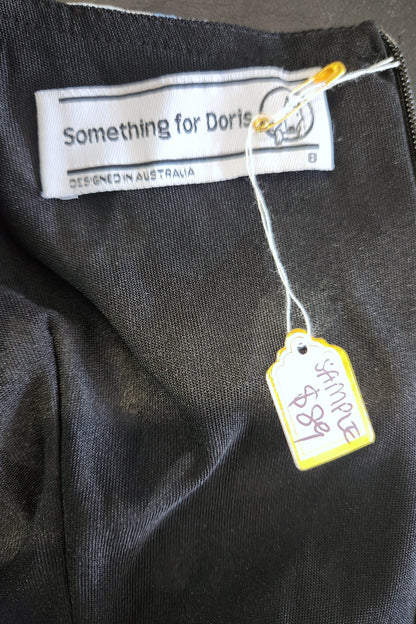 Something for Doris
8
DESIGNED IN AUSTRALIA
SAMPLE
$89